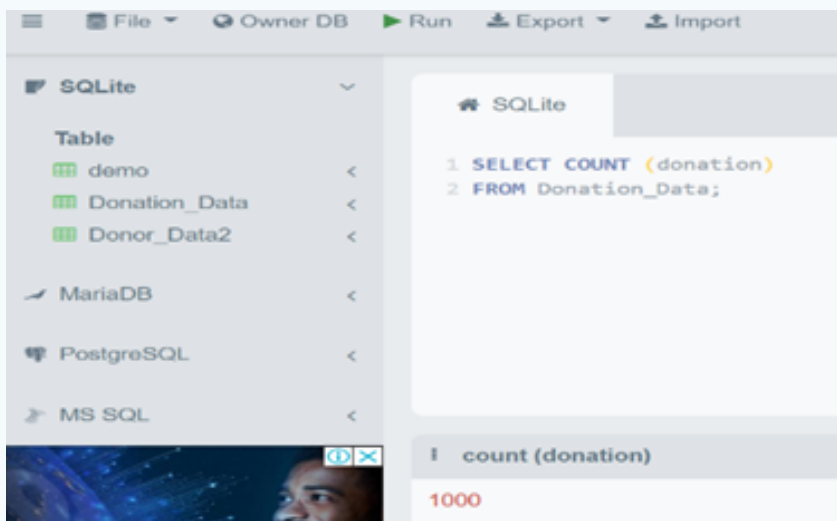 File Owner DB Run Export Import
SQLite
Table
demo
Donation_Data
Donor_Data2
MariaDB
PostgreSQL
MS SQL
SQLite
1 SELECT COUNT (donation)
2 FROM Donation_Data;
count (donation)
1000